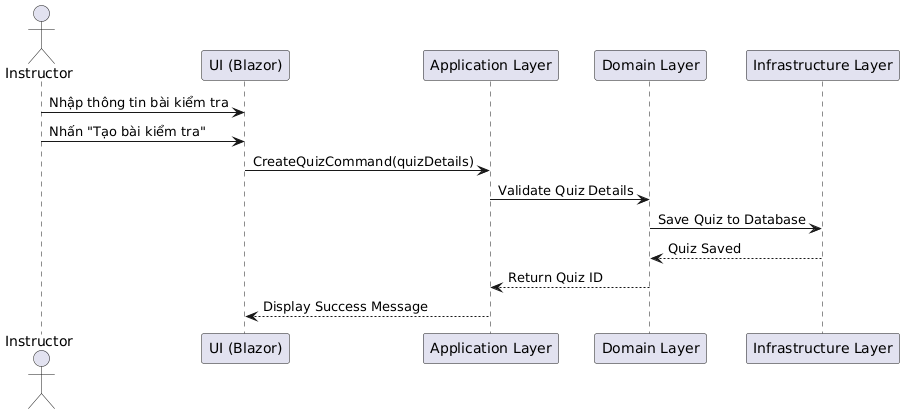 Instructor
UI (Blazor)
Application Layer
Domain Layer
Infrastructure Layer
Nhập thông tin bài kiểm tra
Nhấn "Tạo bài kiểm tra"
CreateQuizCommand(quizDetails)
Validate Quiz Details
Save Quiz to Database
Quiz Saved
Return Quiz ID
Display Success Message
Instructor
UI (Blazor)
Application Layer
Domain Layer
Infrastructure Layer